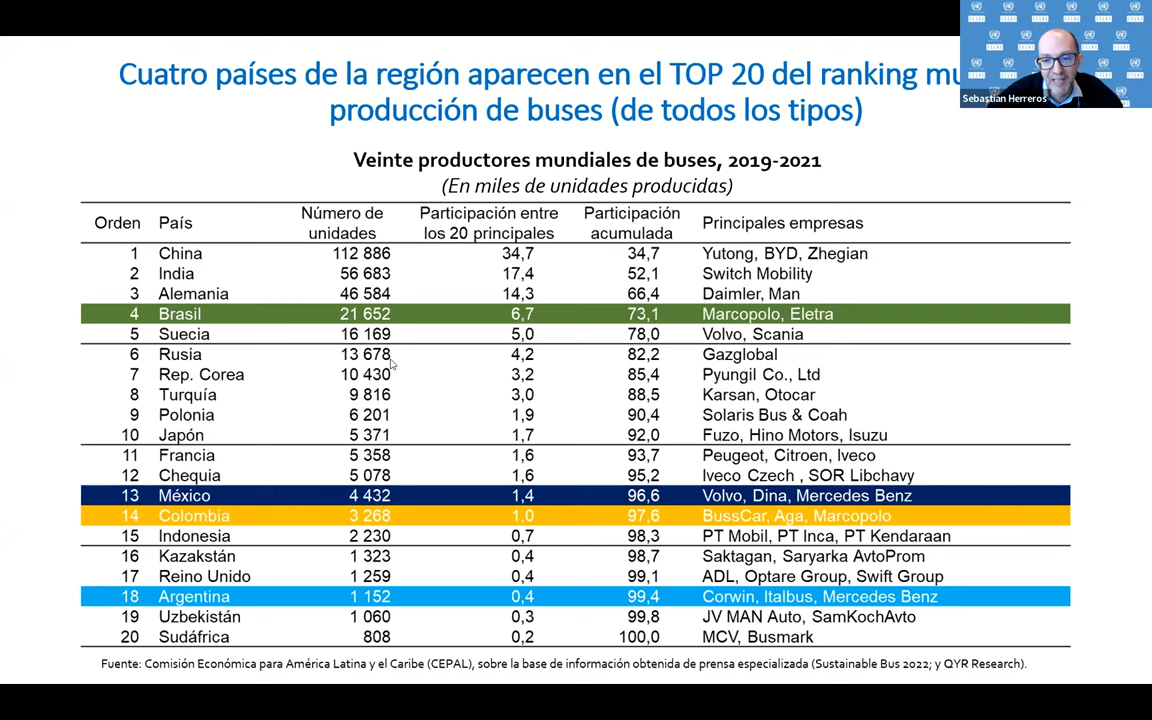 Cuatro países de la región aparecen en el TOP 20 del ranking
producción de buses (de todos los tipos)
Sebastian Herreros
Veinte productores mundiales de buses, 2019-2021
(En miles de unidades producidas)
Orden País Número de unidades Participación entre los 20 principales Participación acumulada Principales empresas
1 China 112 886 34,7 34,7 Yutong, BYD, Zhegian
2 India 56 683 17,4 52,1 Switch Mobility
3 Alemania 46 584 14,3 66,4 Daimler, Man
4 Brasil 21 652 6,7 73,1 Marcopolo, Eletra
5 Suecia 16 169 5,0 78,0 Volvo, Scania
6 Rusia 13 678 4,2 82,2 Gazglobal
7 Rep. Corea 10 430 3,2 85,4 Pyungil Co., Ltd
8 Turquía 9 816 3,0 88,5 Karsan, Otocar
9 Polonia 6 201 1,9 90,4 Solaris Bus & Coah
10 Japón 5 371 1,7 92,0 Fuzo, Hino Motors, Isuzu
11 Francia 5 358 1,6 93,7 Peugeot, Citroen, Iveco
12 Chequia 5 078 1,6 95,2 Iveco Czech , SOR Libchavy
13 México 4 432 1,4 96,6 Volvo, Dina, Mercedes Benz
14 Colombia 3 268 1,0 97,6 BussCar, Aga, Marcopolo
15 Indonesia 2 230 0,7 98,3 PT Mobil, PT Inca, PT Kendaraan
16 Kazakstán 1 323 0,4 98,7 Saktagan, Saryarka AvtoProm
17 Reino Unido 1 259 0,4 99,1 ADL, Optare Group, Swift Group
18 Argentina 1 152 0,4 99,4 Corwin, Italbus, Mercedes Benz
19 Uzbekistán 1 060 0,3 99,8 JV MAN Auto, SamKochAvto
20 Sudáfrica 808 0,2 100,0 MCV, Busmark
Fuente: Comisión Económica para América Latina y el Caribe (CEPAL), sobre la base de información obtenida de prensa especializada (Sustainable Bus 2022; y QYR Research).